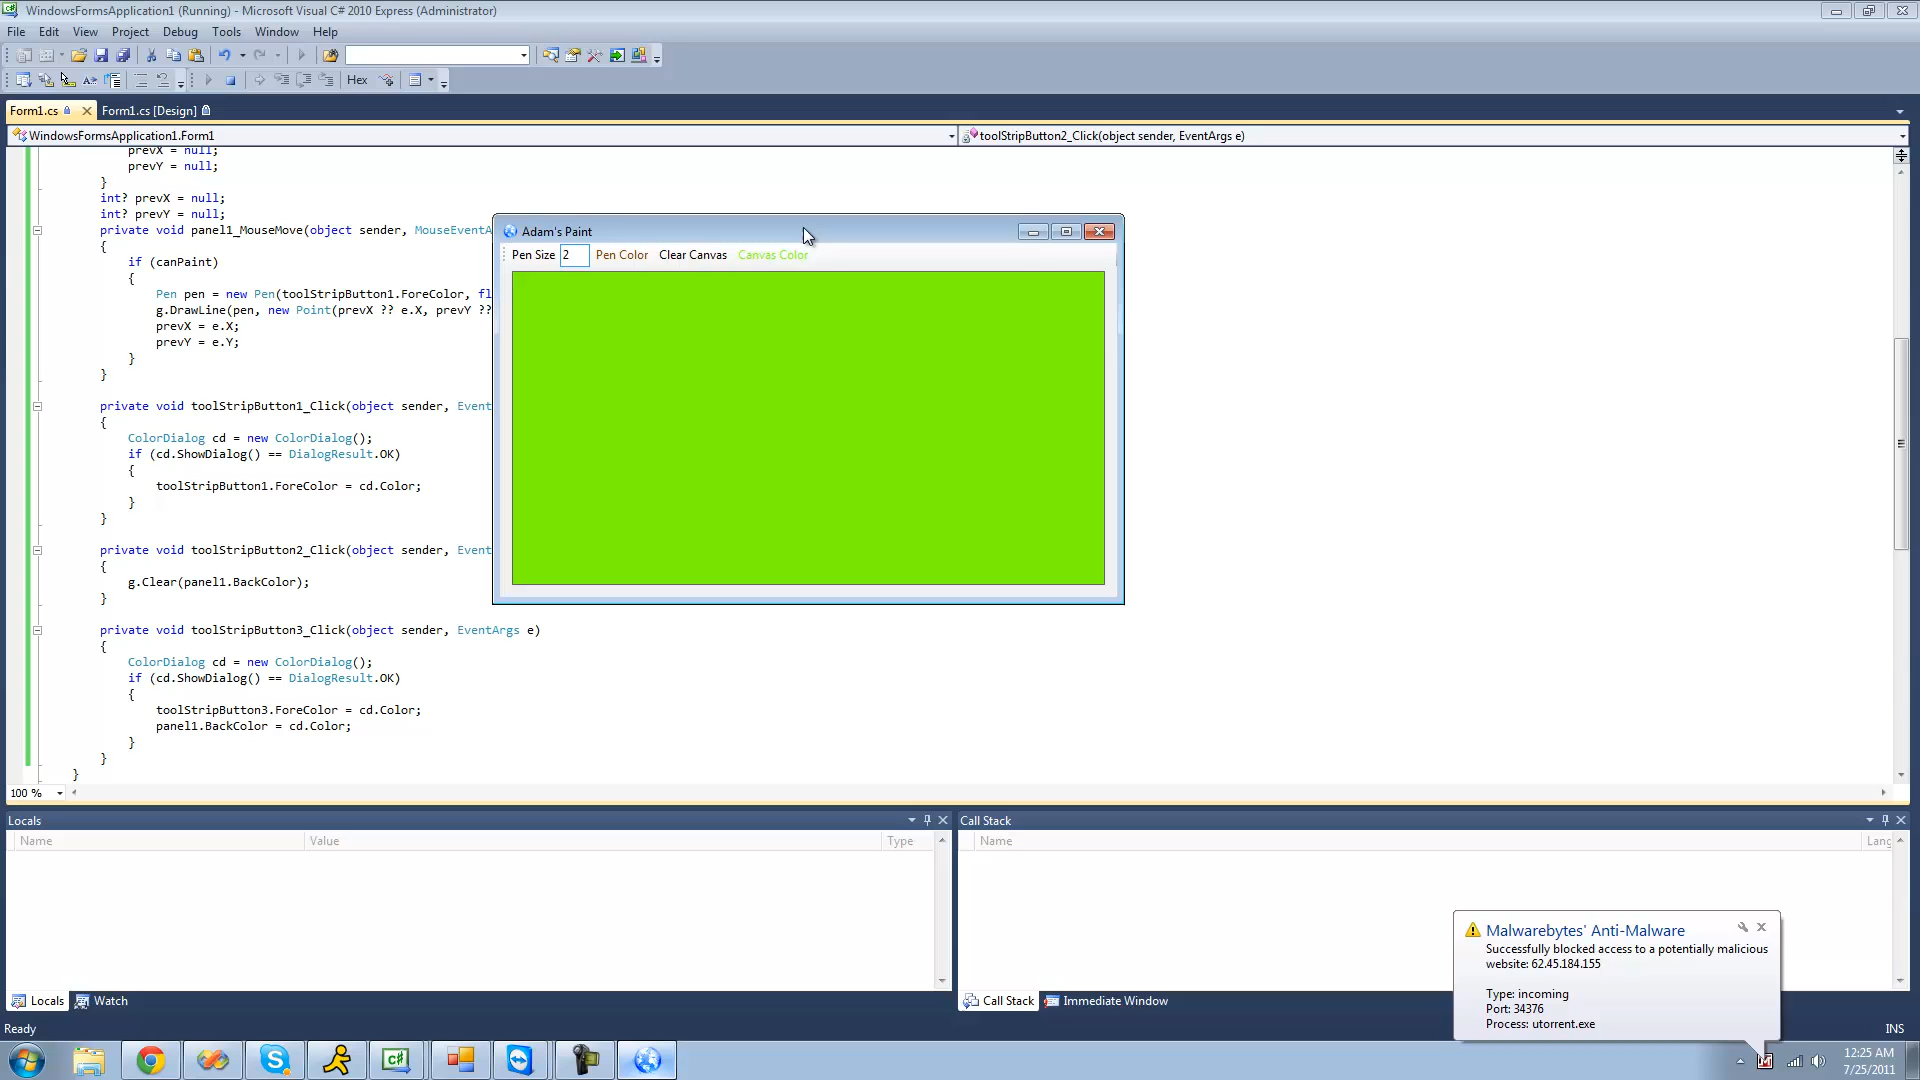 WindowsFormsApplication1 (Running) - Microsoft Visual C# 2010 Express (Administrator)
File Edit View Project Debug Tools Window Help
Hex
Form1.cs Form1.cs [Design]
WindowsFormsApplication1.Form1 toolStripButton2_Click(object sender, EventArgs e)
prevX = null;
prevY = null;
}
int? prevX = null;
int? prevY = null;
private void panel1_MouseMove(object sender, MouseEventA
{
if (canPaint)
{
Pen pen = new Pen(toolStripButton1.ForeColor, fl
g.DrawLine(pen, new Point(prevX ?? e.X, prevY ??
prevX = e.X;
prevY = e.Y;
}
}
private void toolStripButton1_Click(object sender, Event
{
ColorDialog cd = new ColorDialog();
if (cd.ShowDialog() == DialogResult.OK)
{
toolStripButton1.ForeColor = cd.Color;
}
}
private void toolStripButton2_Click(object sender, Event
{
g.Clear(panel1.BackColor);
}
private void toolStripButton3_Click(object sender, EventArgs e)
{
ColorDialog cd = new ColorDialog();
if (cd.ShowDialog() == DialogResult.OK)
{
toolStripButton3.ForeColor = cd.Color;
panel1.BackColor = cd.Color;
}
}
}
100 %
Adam's Paint
Pen Size 2 Pen Color Clear Canvas Canvas Color
Locals
Name Value Type
Locals Watch
Call Stack
Name Lang
Call Stack Immediate Window
Malwarebytes' Anti-Malware
Successfully blocked access to a potentially malicious
website: 62.45.184.155
Type: incoming
Port: 34376
Process: utorrent.exe
Ready INS
12:25 AM
7/25/2011